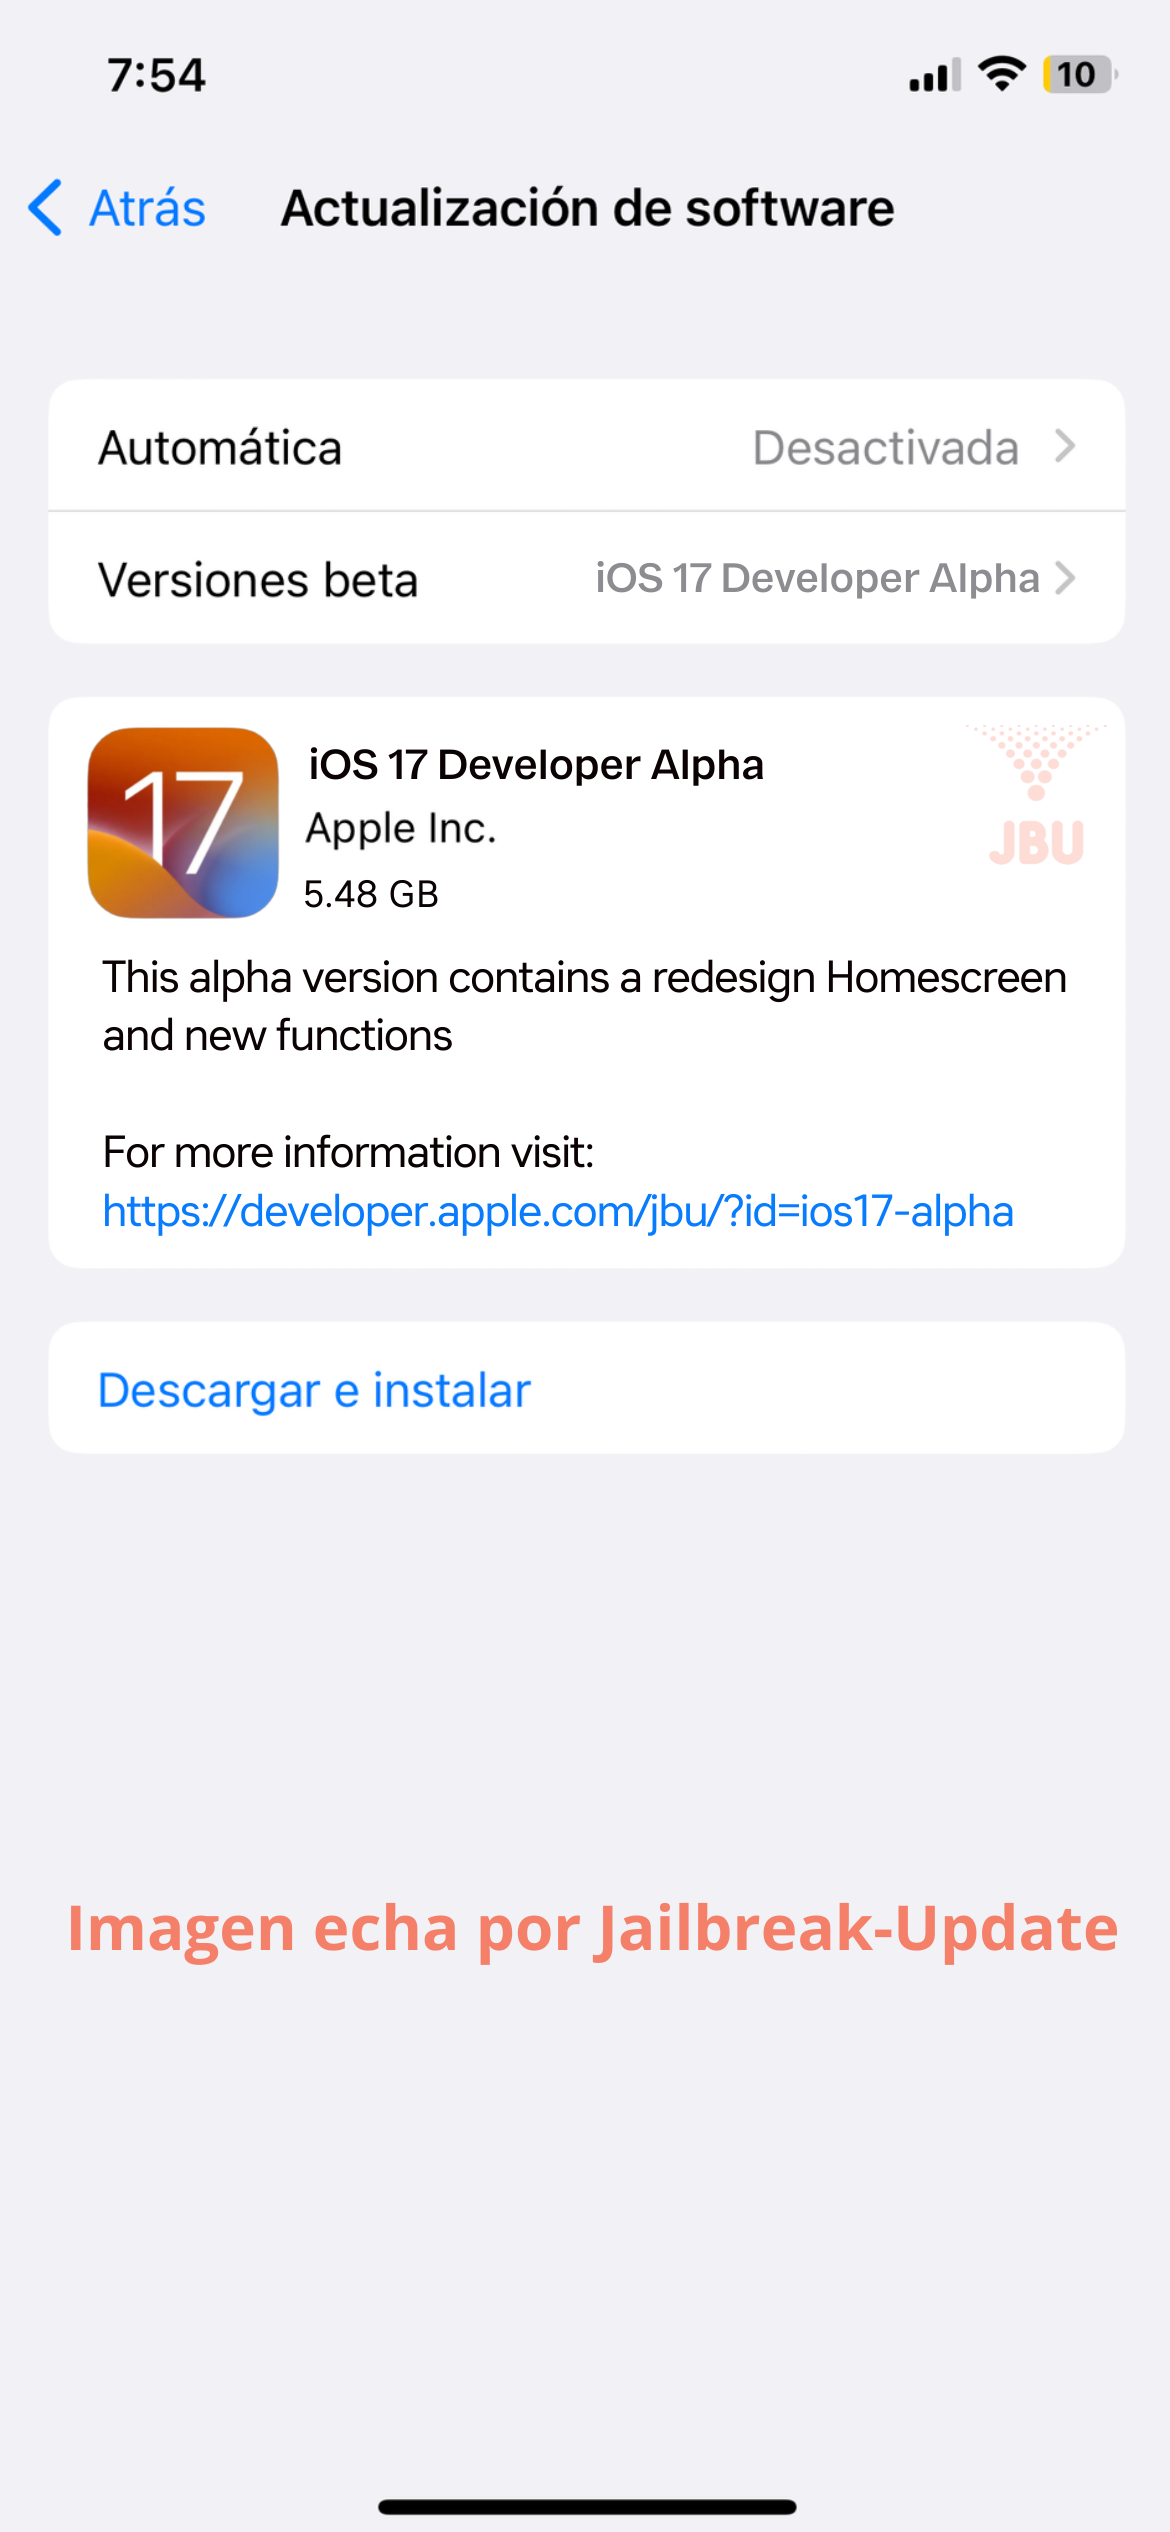 7:54
10
Atrás
Actualización de software
Automática
Desactivada
Versiones beta
iOS 17 Developer Alpha
17
iOS 17 Developer Alpha
Apple Inc.
5.48 GB
JBU
This alpha version contains a redesign Homescreen
and new functions
For more information visit:
https://developer.apple.com/jbu/?id=ios17-alpha
Descargar e instalar
Imagen echa por Jailbreak-Update